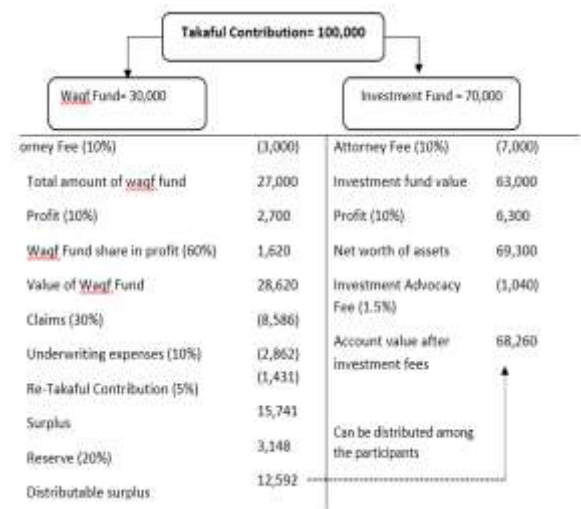 Takaful Contribution= 100,000
Waqf Fund= 30,000
Investment Fund = 70,000
orney Fee (10%) (3,000)
Total amount of waqf fund 27,000
Profit (10%) 2,700
Waqf Fund share in profit (60%) 1,620
Value of Waqf Fund 28,620
Claims (30%) (8,586)
Underwriting expenses (10%) (2,862)
Re-Takaful Contribution (5%) (1,431)
Surplus 15,741
Reserve (20%) 3,148
Distributable surplus 12,592
Attorney Fee (10%) (7,000)
Investment fund value 63,000
Profit (10%) 6,300
Net worth of assets 69,300
Investment Advocacy (1,040)
Fee (1.5%)
Account value after 68,260
investment fees
Can be distributed among
the participants